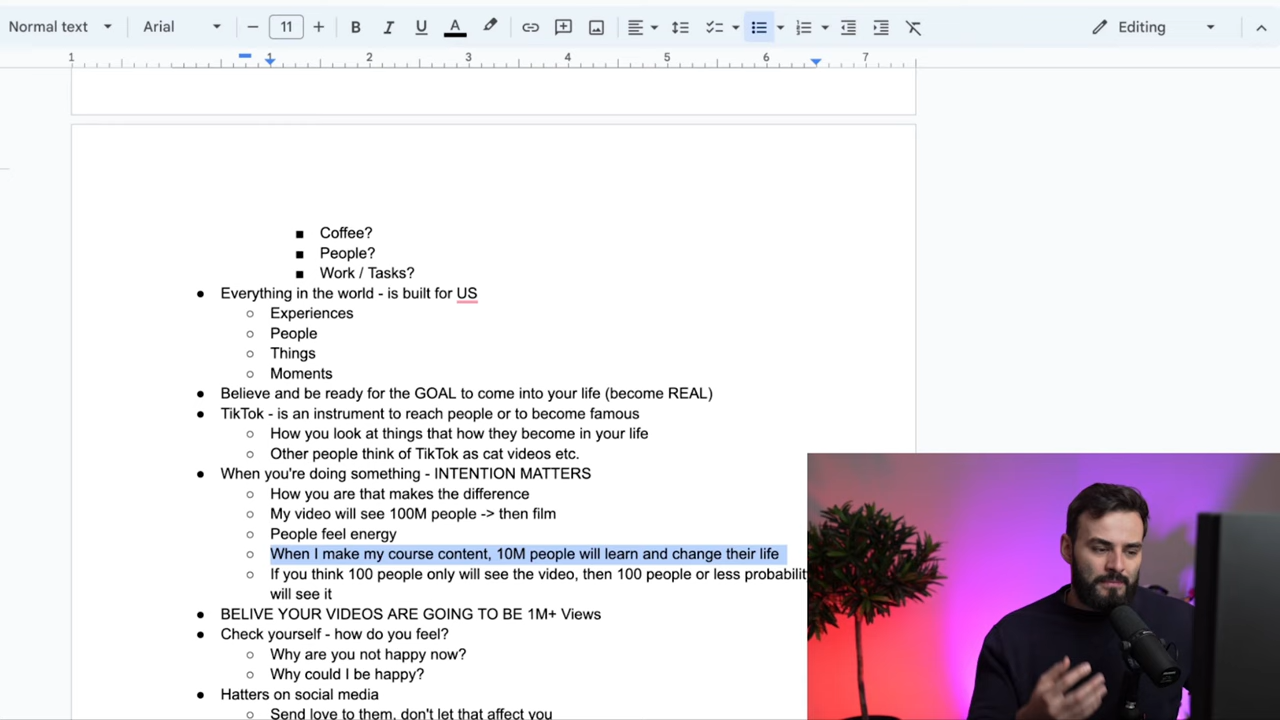 Normal text
Arial
11
Editing
1
1
2
3
4
5
6
7
Coffee?
People?
Work / Tasks?
Everything in the world - is built for US
Experiences
People
Things
Moments
Believe and be ready for the GOAL to come into your life (become REAL)
TikTok - is an instrument to reach people or to become famous
How you look at things that how they become in your life
Other people think of TikTok as cat videos etc.
When you're doing something - INTENTION MATTERS
How you are that makes the difference
My video will see 100M people -> then film
People feel energy
When I make my course content, 10M people will learn and change their life
If you think 100 people only will see the video, then 100 people or less probabilit
will see it
BELIVE YOUR VIDEOS ARE GOING TO BE 1M+ Views
Check yourself - how do you feel?
Why are you not happy now?
Why could I be happy?
Hatters on social media
Send love to them, don't let that affect you